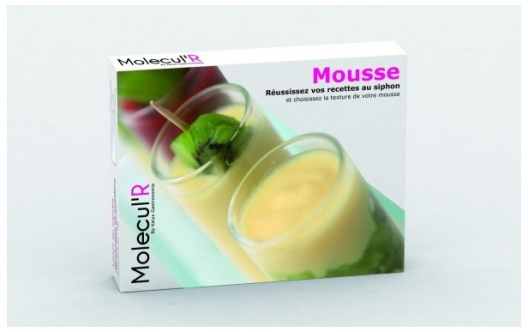 Molecul'R
Mousse
Réussissez vos recettes au siphon
et choisissez la texture de votre mousse
Molecul'R